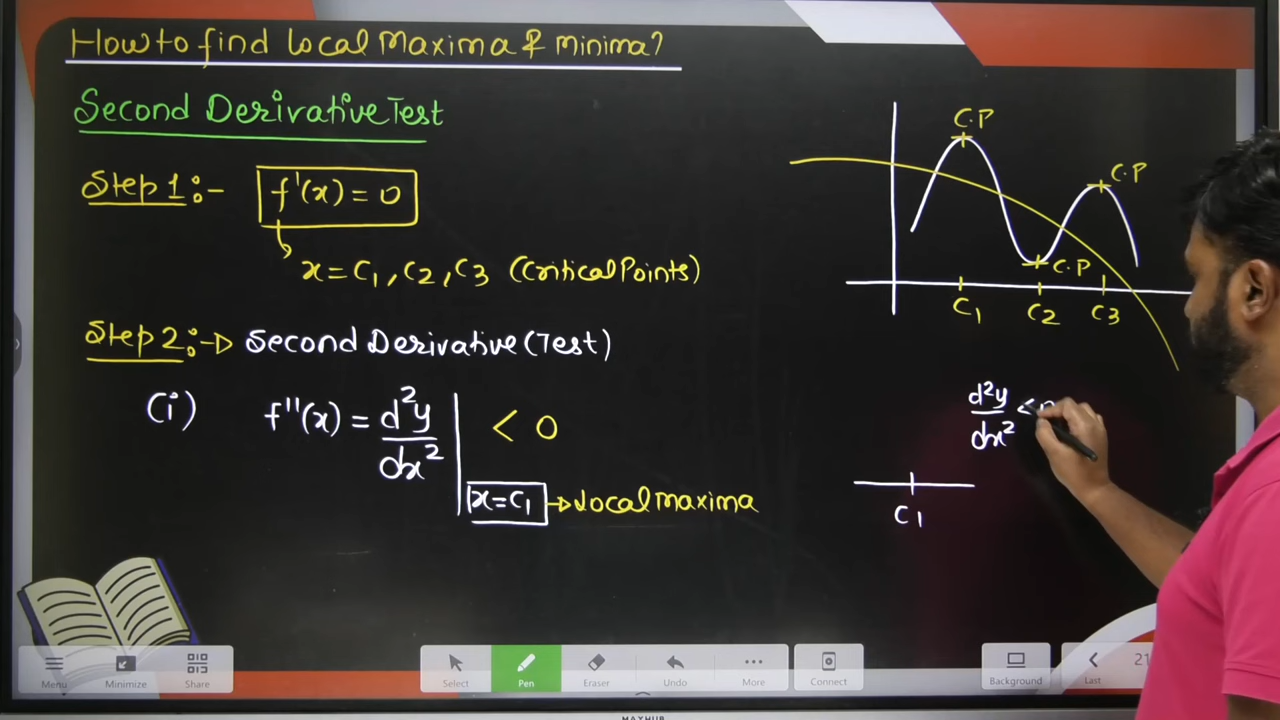 How to find Local Maxima & Minima?
Second Derivative Test
Step 1:- f'(x) = 0
x = C1, C2, C3 (Critical Points)
Step 2:-> Second Derivative (Test)
(i) f''(x) = d²y/dx² | < 0
x = C1 -> Local maxima
C.P
C.P
C.P
C1 C2 C3
d²y/dx² <
C1
Menu Minimize Share Select Pen Eraser Undo More Connect Background Last 21
MAXHUB